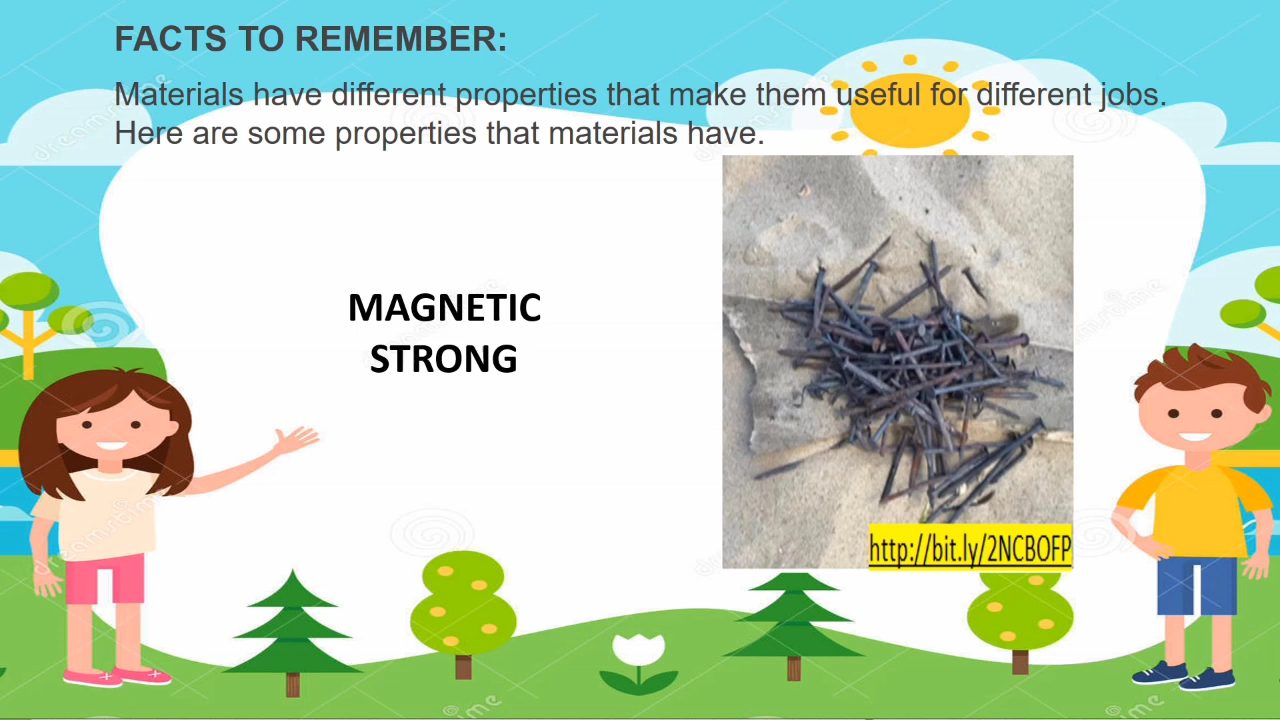 FACTS TO REMEMBER:
Materials have different properties that make them useful for different jobs.
Here are some properties that materials have.
MAGNETIC
STRONG
http://bit.ly/2NCBOFP